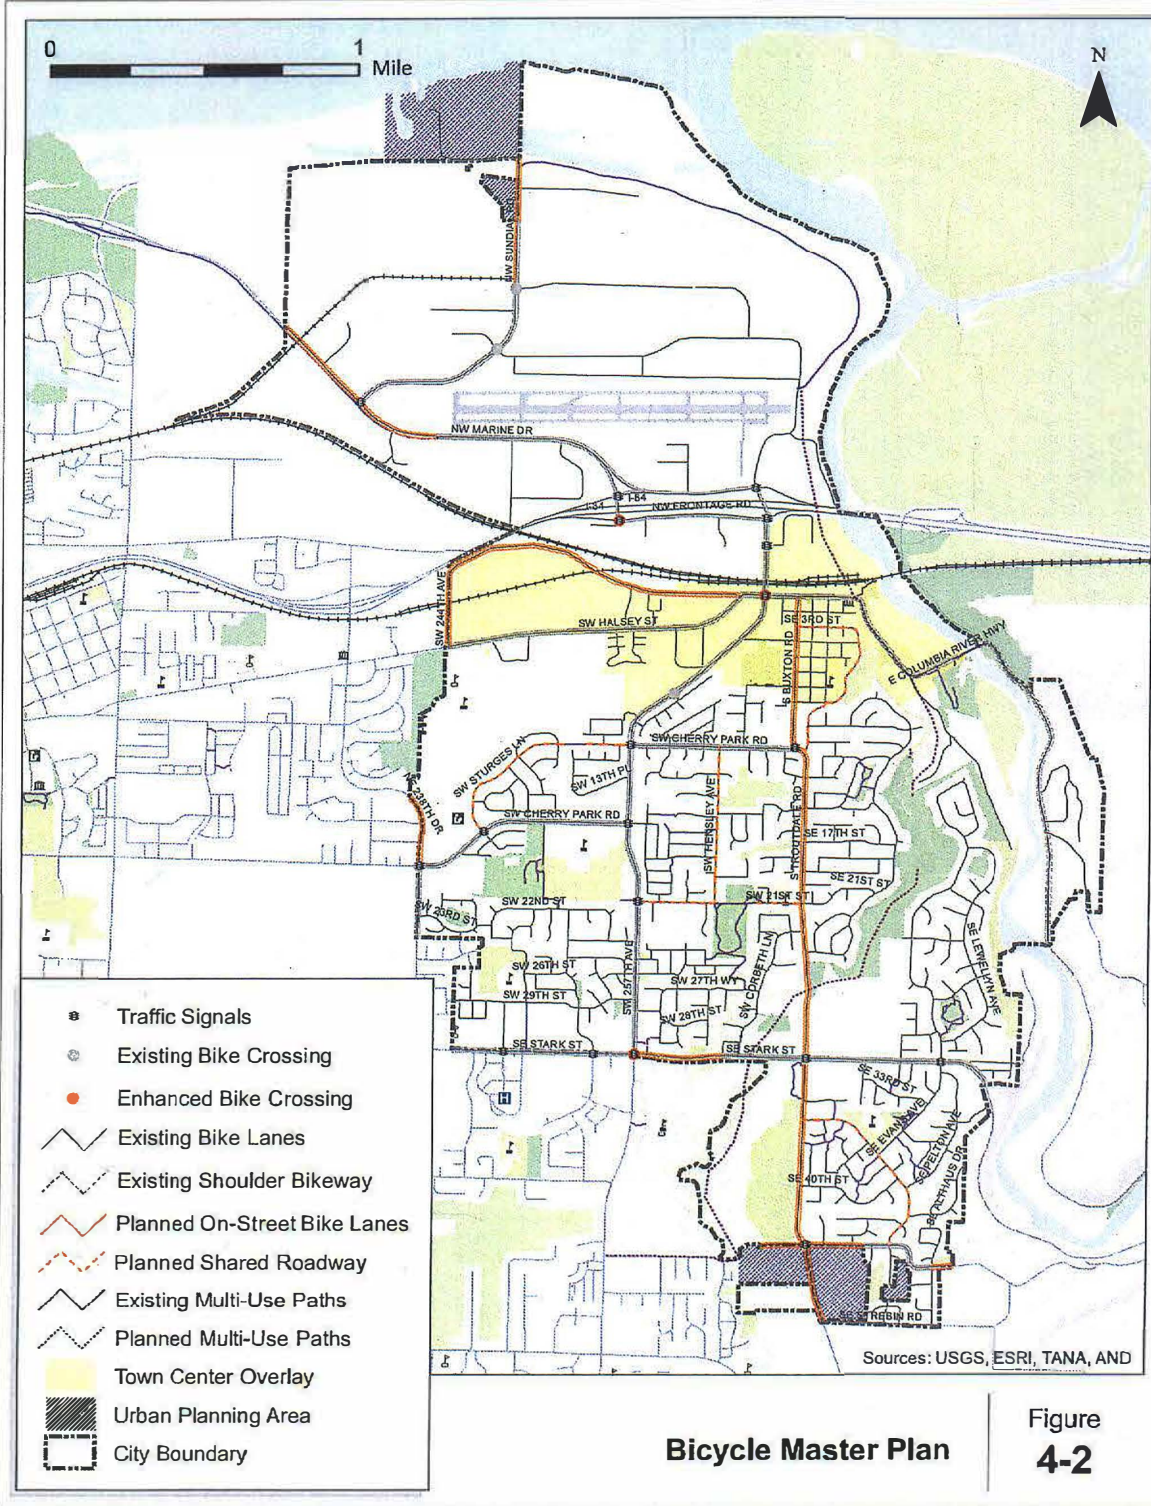 0 1
Mile
N
NW SUNDIAL RD
NW MARINE DR
I-84
I-84
NW FRONTAGE RD
SW 244TH AVE
SW HALSEY ST
SE 3RD ST
S BUXTON RD
E COLUMBIA RIVER HWY
SW CHERRY PARK RD
SW STURGES LN
SW 13TH PL
NE 238TH DR
SW CHERRY PARK RD
SW HENSLEY AVE
S TROUTDALE RD
SE 17TH ST
SE 21ST ST
SW 21ST ST
SW 22ND ST
SW 23RD ST
SW 257TH AVE
SW 26TH ST
SW 27TH WY
SW CORBETH LN
SE LEWELLYN AVE
SW 29TH ST
SW 28TH ST
SE STARK ST
SE STARK ST
SE 33RD ST
SE EVANS AVE
SE PELTON AVE
SE 40TH ST
SE ALTHAUS DR
SE STREBIN RD
H
Traffic Signals
Existing Bike Crossing
Enhanced Bike Crossing
Existing Bike Lanes
Existing Shoulder Bikeway
Planned On-Street Bike Lanes
Planned Shared Roadway
Existing Multi-Use Paths
Planned Multi-Use Paths
Town Center Overlay
Urban Planning Area
City Boundary
Sources: USGS, ESRI, TANA, AND
Bicycle Master Plan
Figure
4-2